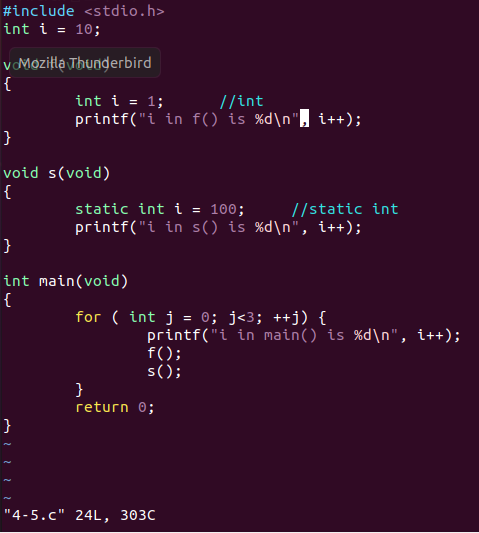 #include <stdio.h>
int i = 10;
Mozilla Thunderbird
{
        int i = 1;      //int
        printf("i in f() is %d\n", i++);
}
void s(void)
{
        static int i = 100;     //static int
        printf("i in s() is %d\n", i++);
}
int main(void)
{
        for ( int j = 0; j<3; ++j) {
                printf("i in main() is %d\n", i++);
                f();
                s();
        }
        return 0;
}
~
~
~
~
"4-5.c" 24L, 303C